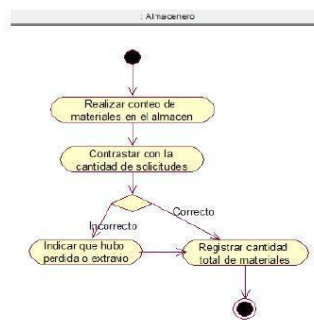 : Almacenero
Realizar conteo de
materiales en el almacen
Contrastar con la
cantidad de solicitudes
Correcto
Incorrecto
Indicar que hubo
perdida o extravio
Registrar cantidad
total de materiales